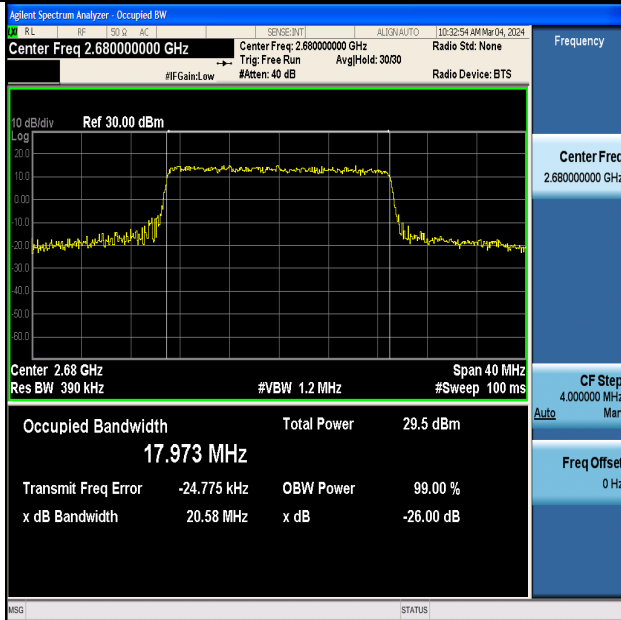 Agilent Spectrum Analyzer - Occupied BW
LXI RL RF 50 Ω AC SENSE:INT ALIGN AUTO 10:32:54 AM Mar 04, 2024
Center Freq 2.680000000 GHz
Center Freq: 2.680000000 GHz
Radio Std: None
Trig: Free Run Avg|Hold: 30/30
#IFGain:Low
#Atten: 40 dB
Radio Device: BTS
10 dB/div Ref 30.00 dBm
Log
20.0
10.0
0.00
-10.0
-20.0
-30.0
-40.0
-50.0
-60.0
Center 2.68 GHz
Span 40 MHz
Res BW 390 kHz
#VBW 1.2 MHz
#Sweep 100 ms
Occupied Bandwidth
Total Power 29.5 dBm
17.973 MHz
Transmit Freq Error -24.775 kHz OBW Power 99.00 %
x dB Bandwidth 20.58 MHz x dB -26.00 dB
Frequency
Center Freq
2.680000000 GHz
CF Step
4.000000 MHz
Auto Man
Freq Offset
0 Hz
MSG
STATUS